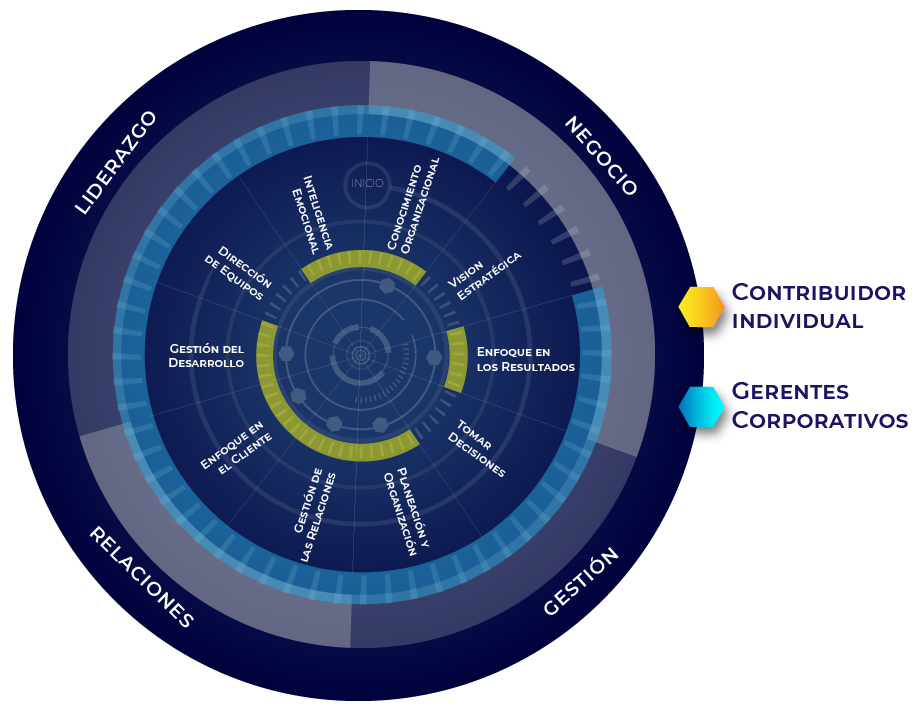 LIDERAZGO
NEGOCIO
RELACIONES
GESTIÓN
INICIO
Conocimiento
Organizacional
Vision
Estratégica
Enfoque en
los Resultados
Tomar
Decisiones
Planeación y
Organización
Gestión de
las Relaciones
Enfoque en
el Cliente
Gestión del
Desarrollo
Dirección
de Equipos
Inteligencia
Emocional
Contribuidor
individual
Gerentes
Corporativos